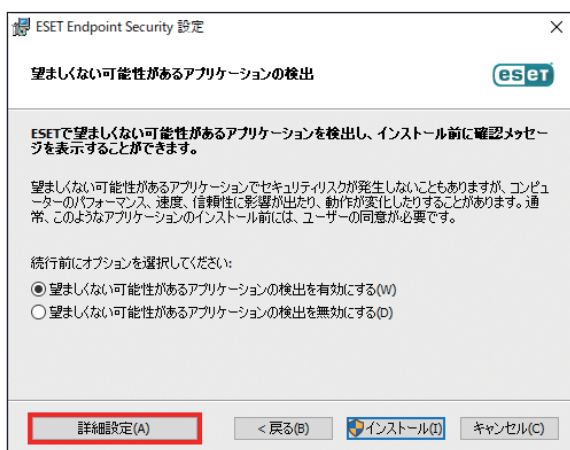 ESET Endpoint Security 設定
望ましくない可能性があるアプリケーションの検出
eseT
ESETで望ましくない可能性があるアプリケーションを検出し、インストール前に確認メッセー
ジを表示することができます。
望ましくない可能性があるアプリケーションでセキュリティリスクが発生しないこともありますが、コンピュ
ーターのパフォーマンス、速度、信頼性に影響が出たり、動作が変化したりすることがあります。通
常、このようなアプリケーションのインストール前には、ユーザーの同意が必要です。
続行前にオプションを選択してください:
望ましくない可能性があるアプリケーションの検出を有効にする(W)
望ましくない可能性があるアプリケーションの検出を無効にする(D)
詳細設定(A)
< 戻る(B)
インストール(I)
キャンセル(C)